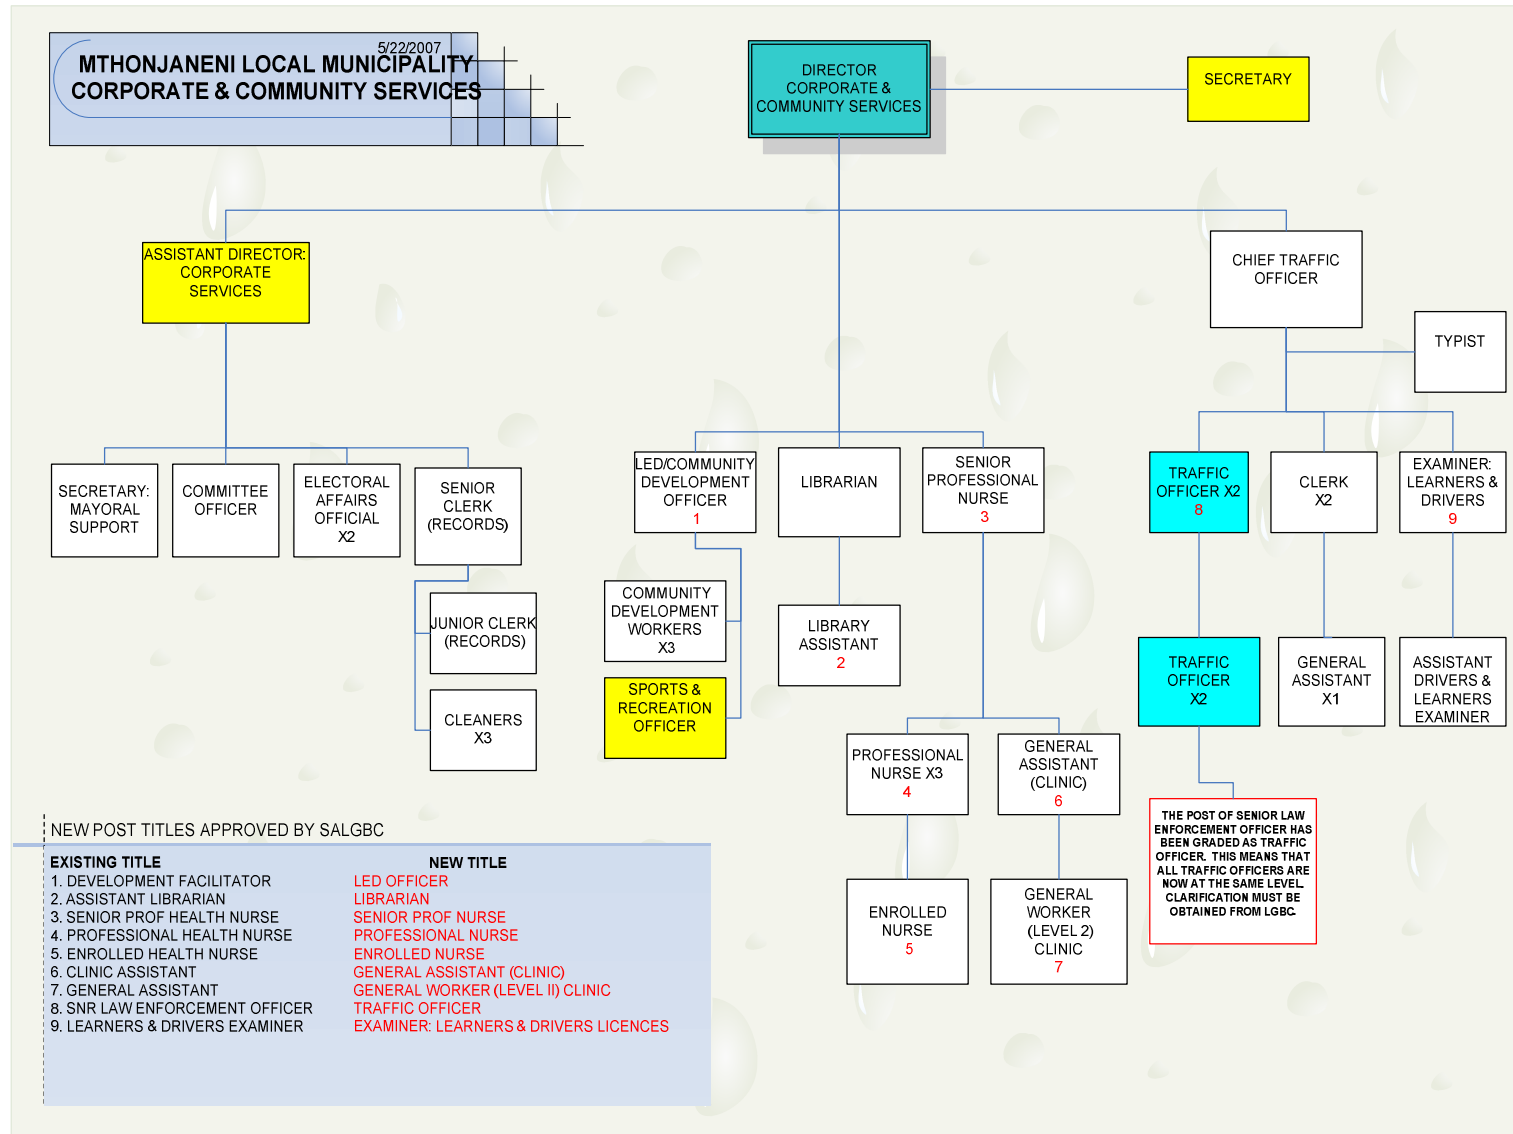 5/22/2007
MTHONJANENI LOCAL MUNICIPALITY
CORPORATE & COMMUNITY SERVICES
DIRECTOR
CORPORATE &
COMMUNITY SERVICES
SECRETARY
ASSISTANT DIRECTOR:
CORPORATE
SERVICES
CHIEF TRAFFIC
OFFICER
TYPIST
SECRETARY:
MAYORAL
SUPPORT
COMMITTEE
OFFICER
ELECTORAL
AFFAIRS
OFFICIAL
X2
SENIOR
CLERK
(RECORDS)
JUNIOR CLERK
(RECORDS)
CLEANERS
X3
LED/COMMUNITY
DEVELOPMENT
OFFICER
1
LIBRARIAN
SENIOR
PROFESSIONAL
NURSE
3
COMMUNITY
DEVELOPMENT
WORKERS
X3
SPORTS &
RECREATION
OFFICER
LIBRARY
ASSISTANT
2
PROFESSIONAL
NURSE X3
4
GENERAL
ASSISTANT
(CLINIC)
6
ENROLLED
NURSE
5
GENERAL
WORKER
(LEVEL 2)
CLINIC
7
TRAFFIC
OFFICER X2
8
CLERK
X2
EXAMINER:
LEARNERS &
DRIVERS
9
TRAFFIC
OFFICER
X2
GENERAL
ASSISTANT
X1
ASSISTANT
DRIVERS &
LEARNERS
EXAMINER
THE POST OF SENIOR LAW
ENFORCEMENT OFFICER HAS
BEEN GRADED AS TRAFFIC
OFFICER. THIS MEANS THAT
ALL TRAFFIC OFFICERS ARE
NOW AT THE SAME LEVEL.
CLARIFICATION MUST BE
OBTAINED FROM LGBC.
NEW POST TITLES APPROVED BY SALGBC
EXISTING TITLE NEW TITLE
1. DEVELOPMENT FACILITATOR LED OFFICER
2. ASSISTANT LIBRARIAN LIBRARIAN
3. SENIOR PROF HEALTH NURSE SENIOR PROF NURSE
4. PROFESSIONAL HEALTH NURSE PROFESSIONAL NURSE
5. ENROLLED HEALTH NURSE ENROLLED NURSE
6. CLINIC ASSISTANT GENERAL ASSISTANT (CLINIC)
7. GENERAL ASSISTANT GENERAL WORKER (LEVEL II) CLINIC
8. SNR LAW ENFORCEMENT OFFICER TRAFFIC OFFICER
9. LEARNERS & DRIVERS EXAMINER EXAMINER: LEARNERS & DRIVERS LICENCES